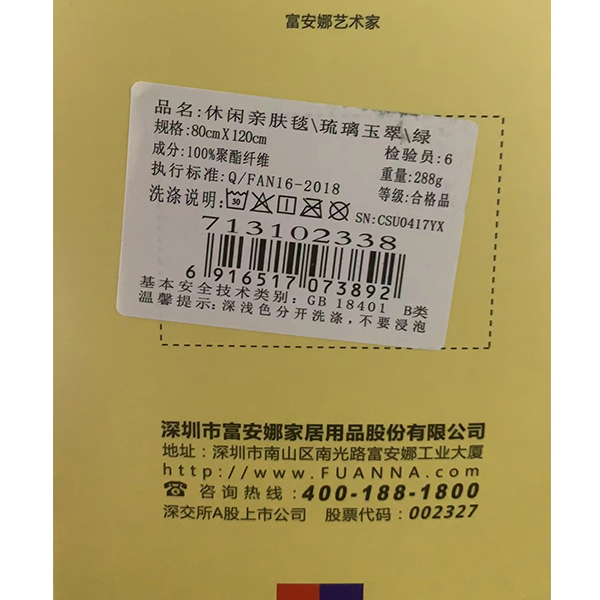 富安娜艺术家
品名:休闲亲肤毯\琉璃玉翠\绿
规格:80cmX120cm
检验员:6
成分:100%聚酯纤维
重量:288g
执行标准:Q/FAN16-2018
等级:合格品
洗涤说明:
30
SN:CSU0417YX
713102338
6 916517 073892
基本安全技术类别: GB 18401 B类
温馨提示:深浅色分开洗涤,不要浸泡
深圳市富安娜家居用品股份有限公司
地址:深圳市南山区南光路富安娜工业大厦
http://www.FUANNA.com
咨询热线:400-188-1800
深交所A股上市公司 股票代码:002327